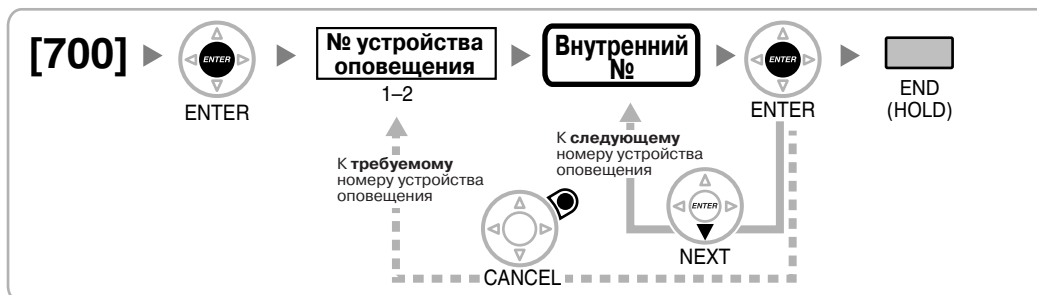 [700]
ENTER
ENTER
№ устройства
оповещения
1–2
Внутренний
№
ENTER
ENTER
END
(HOLD)
К требуемому
номеру устройства
оповещения
К следующему
номеру устройства
оповещения
CANCEL
ENTER
NEXT